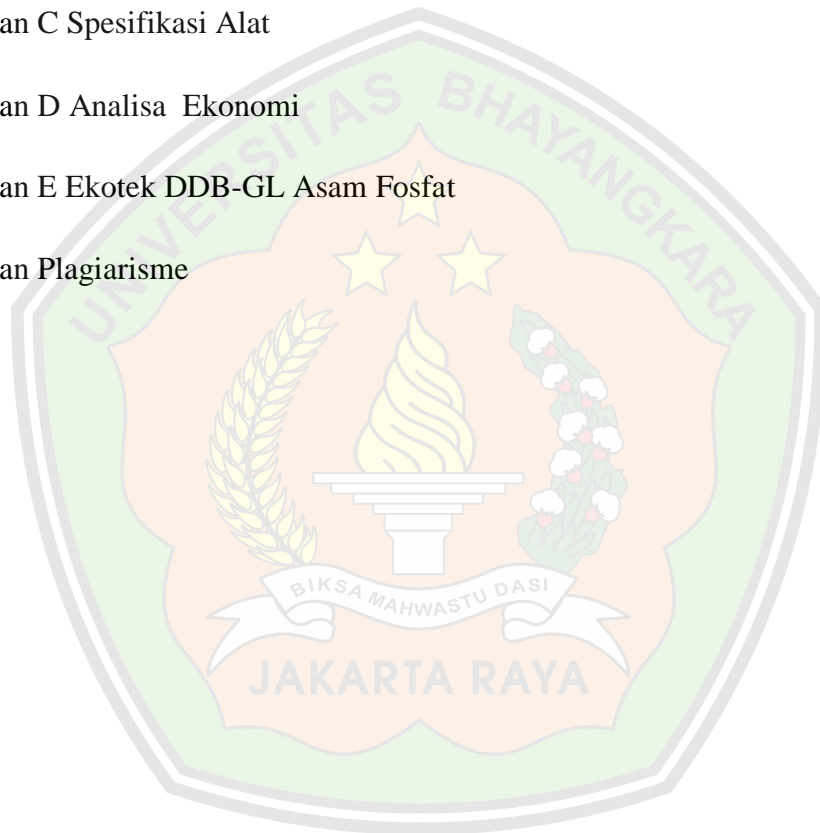 an C Spesifikasi Alat
an D Analisa Ekonomi
an E Ekotek DDB-GL Asam Fosfat
an Plagiarisme
UNIVERSITAS BHAYANGKARA
BIKSA MAHWASTU DASI
JAKARTA RAYA